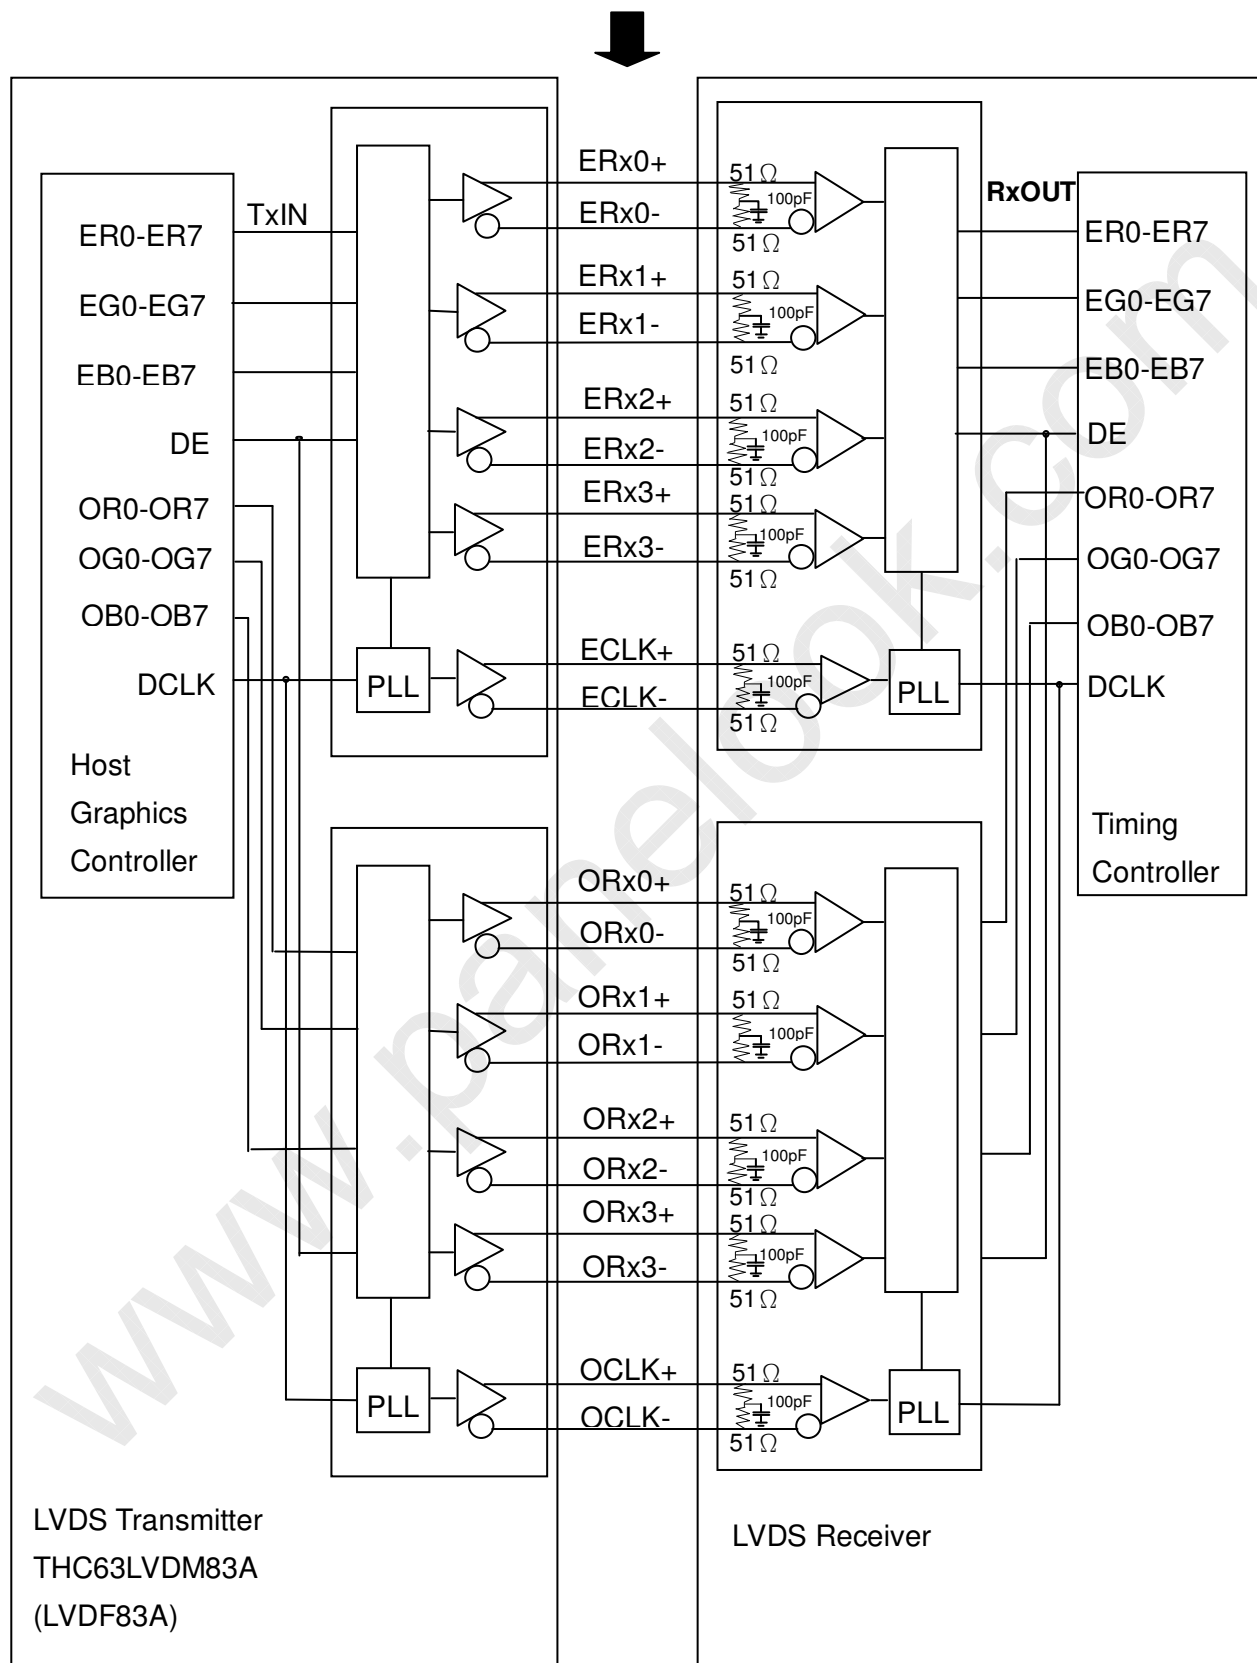 TxIN
ER0-ER7
EG0-EG7
EB0-EB7
DE
OR0-OR7
OG0-OG7
OB0-OB7
DCLK
Host
Graphics
Controller
PLL
ERx0+
ERx0-
ERx1+
ERx1-
ERx2+
ERx2-
ERx3+
ERx3-
ECLK+
ECLK-
51Ω
100pF
51Ω
51Ω
100pF
51Ω
51Ω
100pF
51Ω
51Ω
100pF
51Ω
51Ω
100pF
51Ω
PLL
RxOUT
ER0-ER7
EG0-EG7
EB0-EB7
DE
OR0-OR7
OG0-OG7
OB0-OB7
DCLK
Timing
Controller
PLL
ORx0+
ORx0-
ORx1+
ORx1-
ORx2+
ORx2-
ORx3+
ORx3-
OCLK+
OCLK-
51Ω
100pF
51Ω
51Ω
100pF
51Ω
51Ω
100pF
51Ω
51Ω
100pF
51Ω
51Ω
100pF
51Ω
PLL
LVDS Transmitter
THC63LVDM83A
(LVDF83A)
LVDS Receiver
www.panelook.com